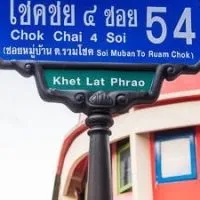 โชคชัย ๔ ซอย 54
Chok Chai 4 Soi
(ซอยหมู่บ้าน ต.รวมโชค Soi Muban To Ruam Chok)
Khet Lat Phrao